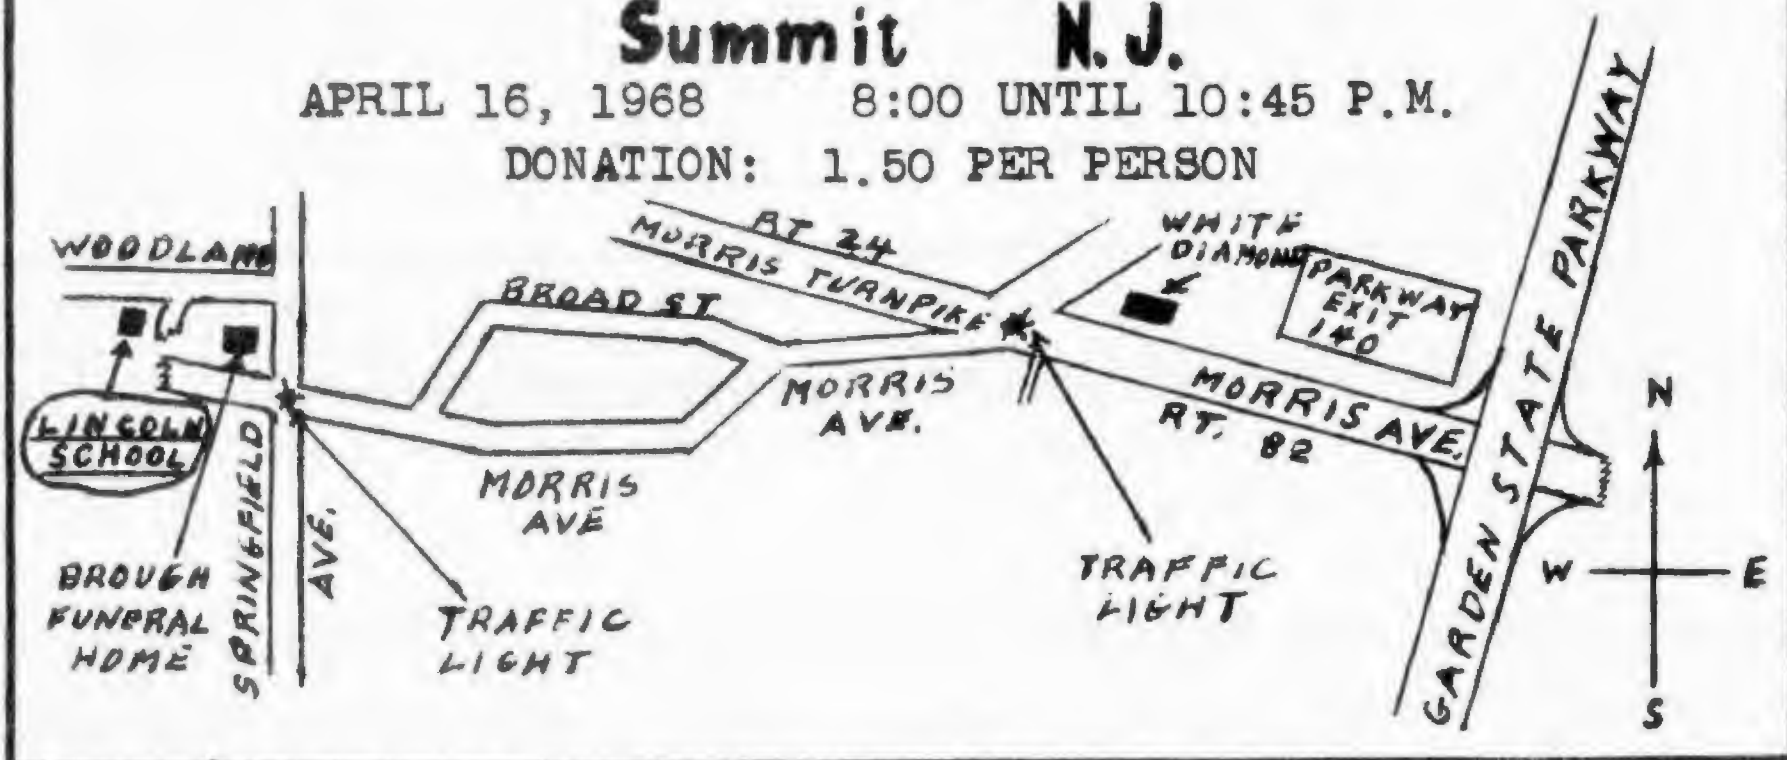 Summit N.J.
APRIL 16, 1968 8:00 UNTIL 10:45 P.M.
DONATION: 1.50 PER PERSON
WOODLAND
LINCOLN
SCHOOL
BROUGH
FUNERAL
HOME
SPRINGFIELD
AVE.
TRAFFIC
LIGHT
BROAD ST
MORRIS
AVE
RT 24
MORRIS TURNPIKE
MORRIS
AVE.
WHITE
DIAMOND
PARKWAY
EXIT
140
MORRIS AVE.
RT. 82
TRAFFIC
LIGHT
GARDEN STATE PARKWAY
N
W E
S